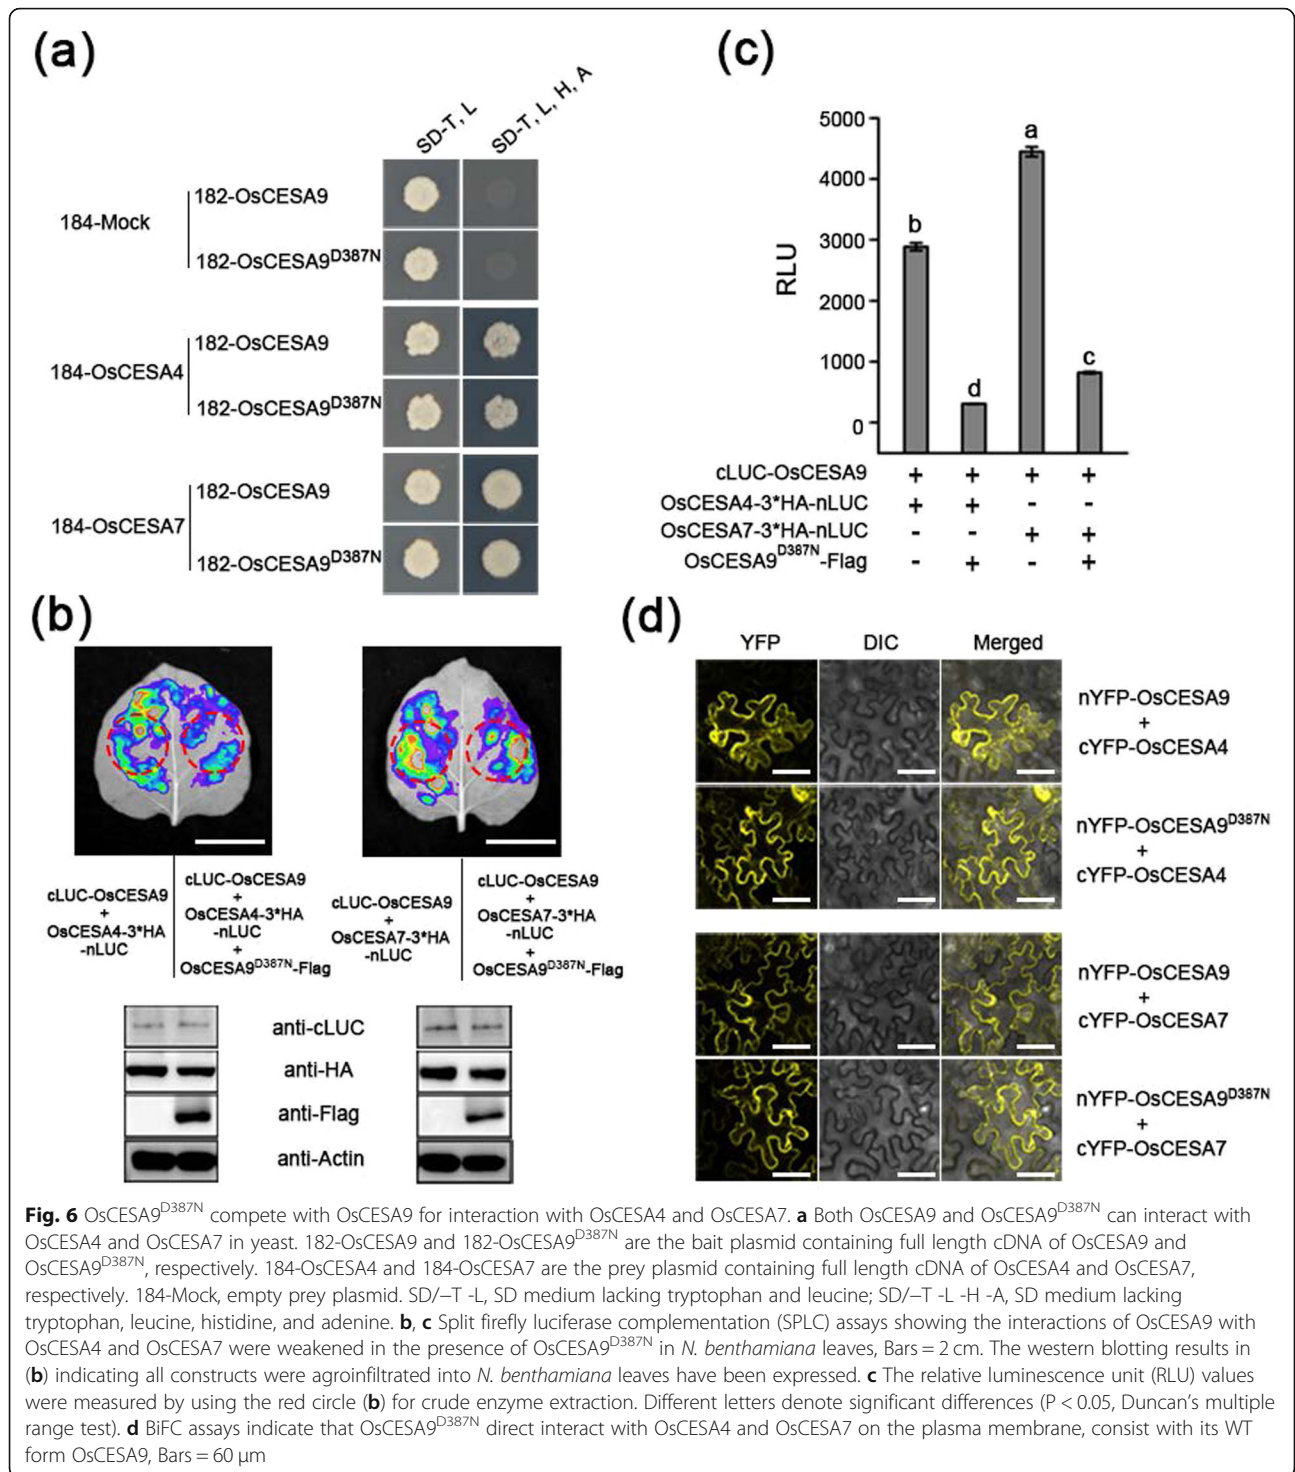 (a)
SD-T, L
SD-T, L, H, A
184-Mock
182-OsCESA9
182-OsCESA9D387N
184-OsCESA4
182-OsCESA9
182-OsCESA9D387N
184-OsCESA7
182-OsCESA9
182-OsCESA9D387N
(c)
RLU
5000
4000
3000
2000
1000
0
b
d
a
c
cLUC-OsCESA9 + + + +
OsCESA4-3*HA-nLUC + + - -
OsCESA7-3*HA-nLUC - - + +
OsCESA9D387N-Flag - + - +
(b)
cLUC-OsCESA9
+
OsCESA4-3*HA
-nLUC
cLUC-OsCESA9
+
OsCESA4-3*HA
-nLUC
+
OsCESA9D387N-Flag
cLUC-OsCESA9
+
OsCESA7-3*HA
-nLUC
cLUC-OsCESA9
+
OsCESA7-3*HA
-nLUC
+
OsCESA9D387N-Flag
anti-cLUC
anti-HA
anti-Flag
anti-Actin
(d)
YFP DIC Merged
nYFP-OsCESA9
+
cYFP-OsCESA4
nYFP-OsCESA9D387N
+
cYFP-OsCESA4
nYFP-OsCESA9
+
cYFP-OsCESA7
nYFP-OsCESA9D387N
+
cYFP-OsCESA7
Fig. 6 OsCESA9D387N compete with OsCESA9 for interaction with OsCESA4 and OsCESA7. a Both OsCESA9 and OsCESA9D387N can interact with
OsCESA4 and OsCESA7 in yeast. 182-OsCESA9 and 182-OsCESA9D387N are the bait plasmid containing full length cDNA of OsCESA9 and
OsCESA9D387N, respectively. 184-OsCESA4 and 184-OsCESA7 are the prey plasmid containing full length cDNA of OsCESA4 and OsCESA7,
respectively. 184-Mock, empty prey plasmid. SD/–T -L, SD medium lacking tryptophan and leucine; SD/–T -L -H -A, SD medium lacking
tryptophan, leucine, histidine, and adenine. b, c Split firefly luciferase complementation (SPLC) assays showing the interactions of OsCESA9 with
OsCESA4 and OsCESA7 were weakened in the presence of OsCESA9D387N in N. benthamiana leaves, Bars = 2 cm. The western blotting results in
(b) indicating all constructs were agroinfiltrated into N. benthamiana leaves have been expressed. c The relative luminescence unit (RLU) values
were measured by using the red circle (b) for crude enzyme extraction. Different letters denote significant differences (P < 0.05, Duncan's multiple
range test). d BiFC assays indicate that OsCESA9D387N direct interact with OsCESA4 and OsCESA7 on the plasma membrane, consist with its WT
form OsCESA9, Bars = 60 μm